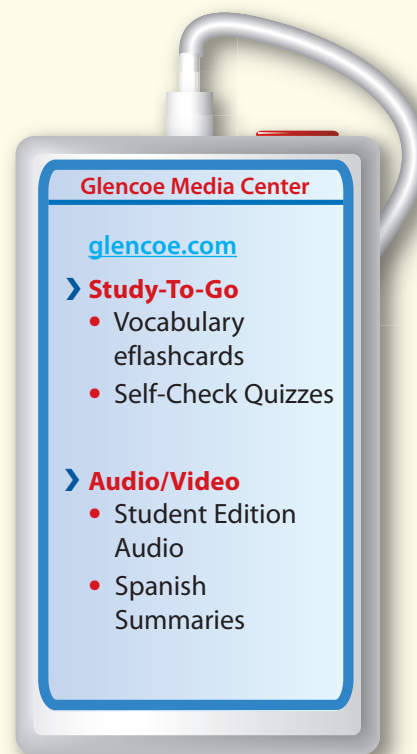 Glencoe Media Center
glencoe.com
› Study-To-Go
• Vocabulary
eflashcards
• Self-Check Quizzes
› Audio/Video
• Student Edition
Audio
• Spanish
Summaries